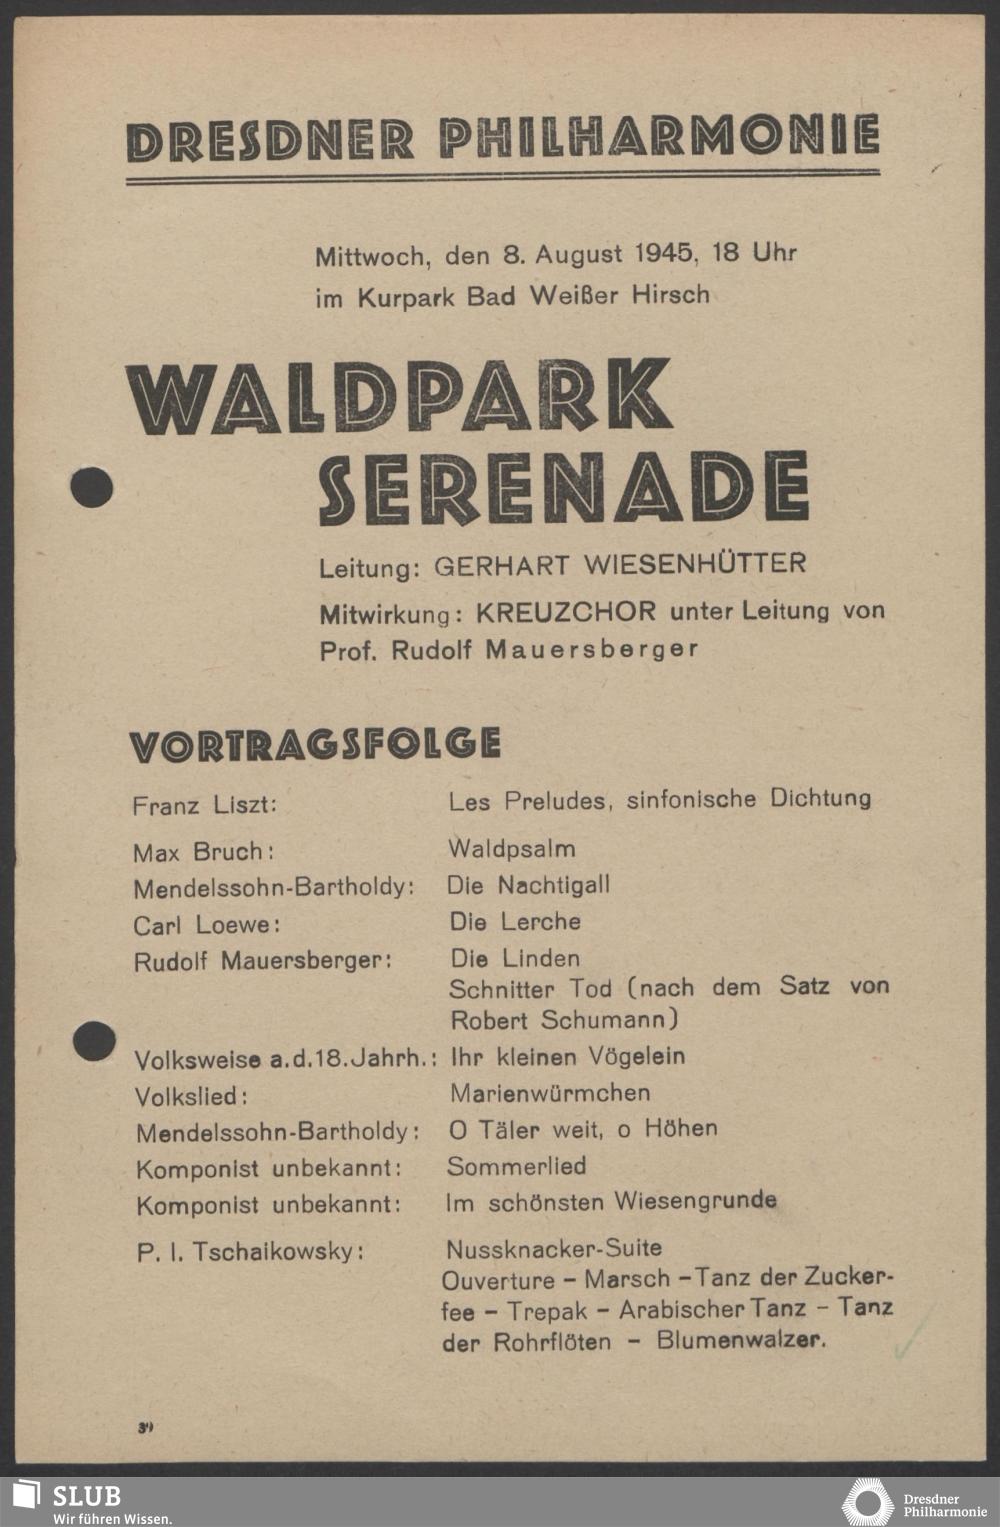 DRESDNER PHILHARMONIE
Mittwoch, den 8. August 1945, 18 Uhr
im Kurpark Bad Weißer Hirsch
WALDPARK
SERENADE
Leitung: GERHART WIESENHÜTTER
Mitwirkung: KREUZCHOR unter Leitung von
Prof. Rudolf Mauersberger
VORTRAGSFOLGE
Franz Liszt: Les Preludes, sinfonische Dichtung
Max Bruch: Waldpsalm
Mendelssohn-Bartholdy: Die Nachtigall
Carl Loewe: Die Lerche
Rudolf Mauersberger: Die Linden
Schnitter Tod (nach dem Satz von
Robert Schumann)
Volksweise a.d.18.Jahrh.: Ihr kleinen Vögelein
Volkslied: Marienwürmchen
Mendelssohn-Bartholdy: O Täler weit, o Höhen
Komponist unbekannt: Sommerlied
Komponist unbekannt: Im schönsten Wiesengrunde
P. I. Tschaikowsky: Nussknacker-Suite
Ouverture – Marsch – Tanz der Zucker-
fee – Trepak – Arabischer Tanz – Tanz
der Rohrflöten – Blumenwalzer.
SLUB
Wir führen Wissen.
Dresdner
Philharmonie